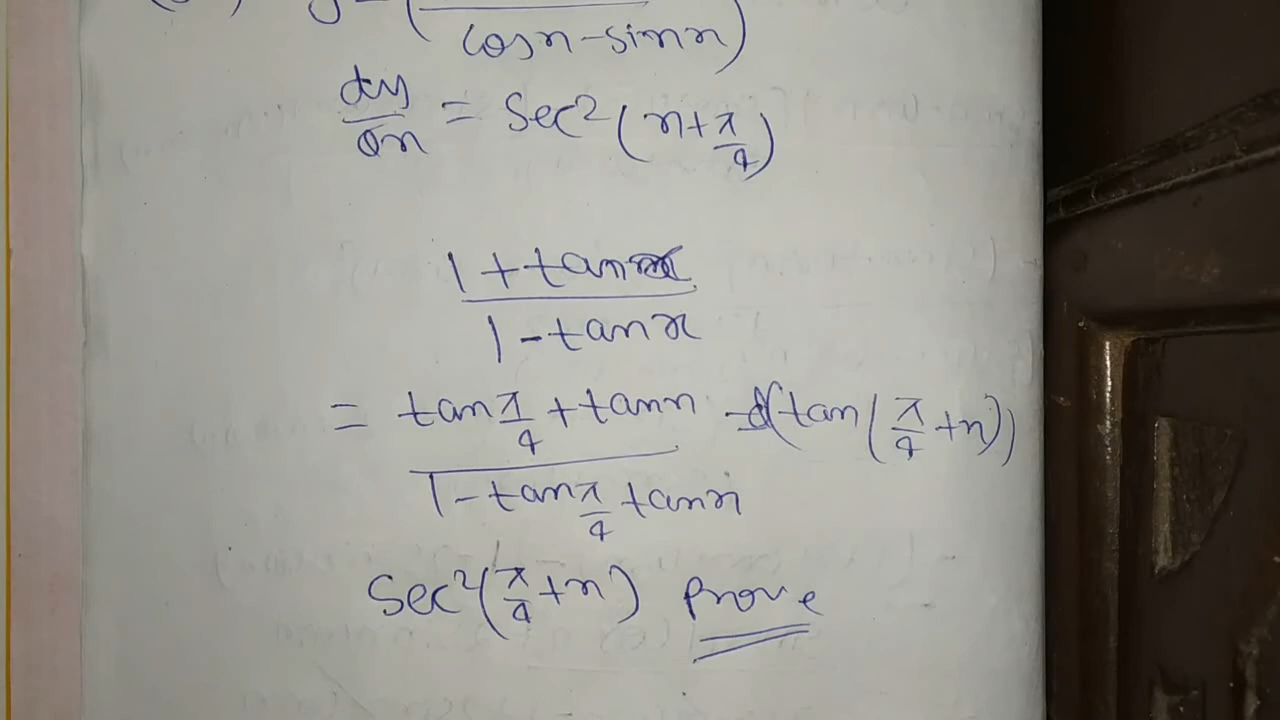 y = (
cosx - sinx)
dy/dx = Sec² (x + π/4)
1 + tanx
1 - tanx
= tan π/4 + tanx d(tan(π/4 + x))
1 - tan π/4 tanx
Sec² (π/4 + x) Prove